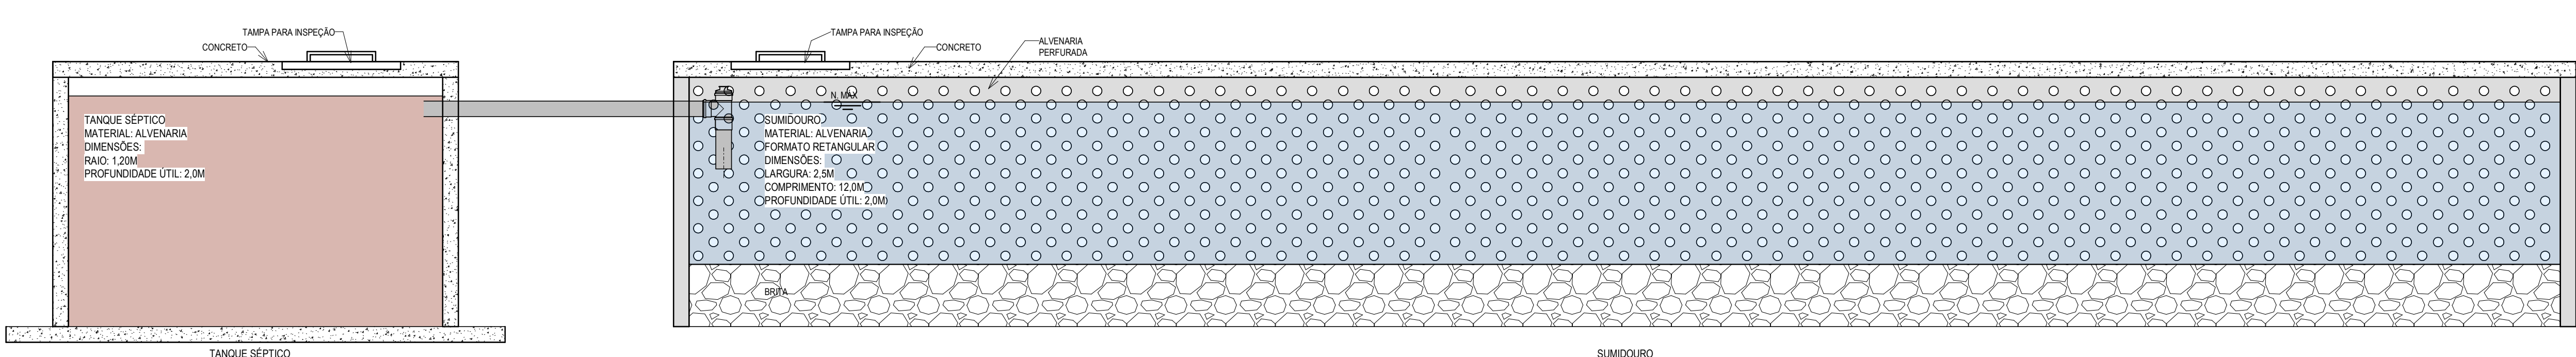 TAMPA PARA INSPEÇÃO
CONCRETO
TANQUE SÉPTICO
MATERIAL: ALVENARIA
DIMENSÕES:
RAIO: 1,20M
PROFUNDIDADE ÚTIL: 2,0M
TANQUE SÉPTICO
TAMPA PARA INSPEÇÃO
CONCRETO
ALVENARIA
PERFURADA
N. MÁX
SUMIDOURO
MATERIAL: ALVENARIA
FORMATO RETANGULAR
DIMENSÕES:
LARGURA: 2,5M
COMPRIMENTO: 12,0M
PROFUNDIDADE ÚTIL: 2,0M)
BRITA
SUMIDOURO